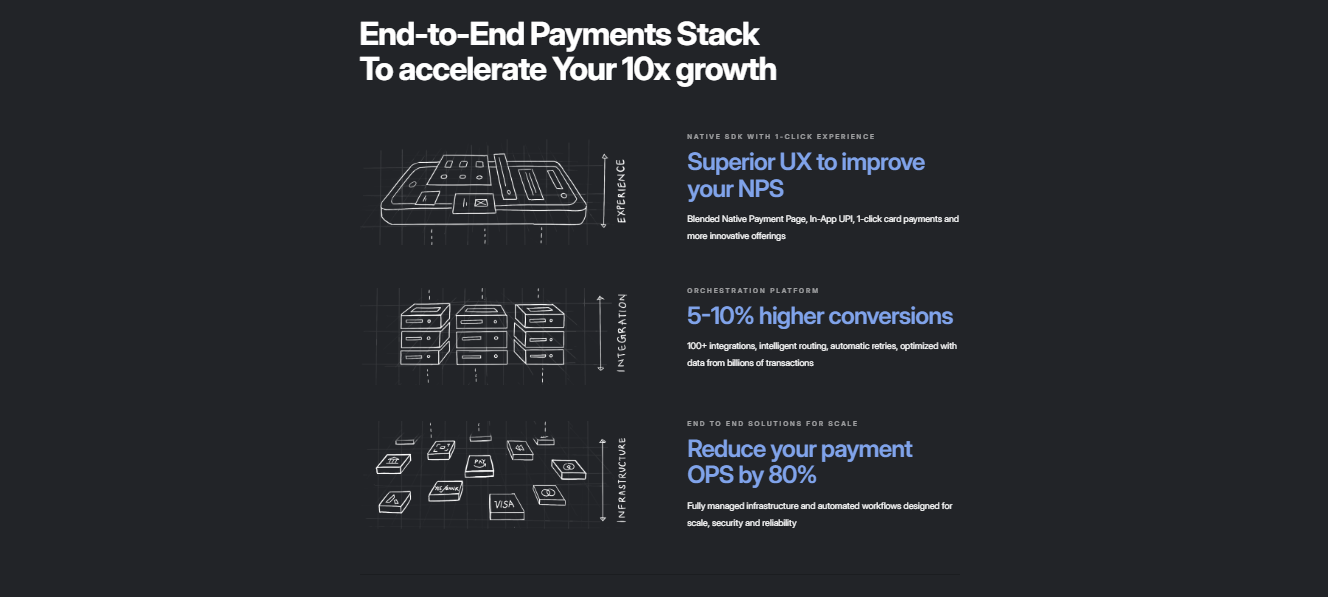 End-to-End Payments Stack
To accelerate Your 10x growth
EXPERIENCE
NATIVE SDK WITH 1-CLICK EXPERIENCE
Superior UX to improve
your NPS
Blended Native Payment Page, In-App UPI, 1-click card payments and
more innovative offerings
INTEGRATION
ORCHESTRATION PLATFORM
5-10% higher conversions
100+ integrations, intelligent routing, automatic retries, optimized with
data from billions of transactions
PAY
YES/BANK
VISA
INFRASTRUCTURE
END TO END SOLUTIONS FOR SCALE
Reduce your payment
OPS by 80%
Fully managed infrastructure and automated workflows designed for
scale, security and reliability